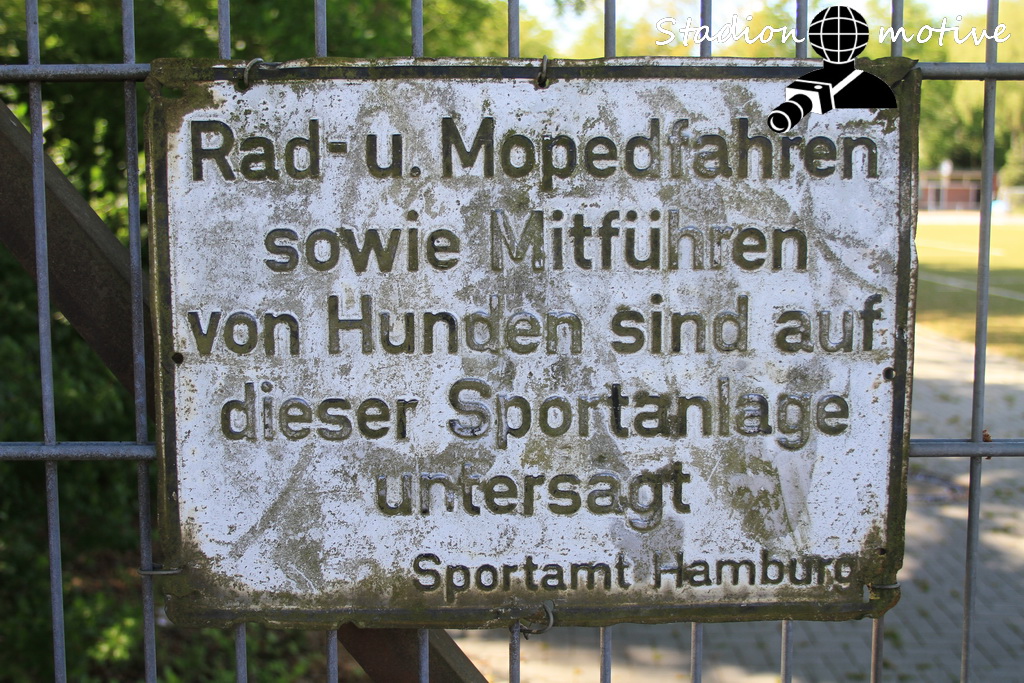 Stadion motive
Rad- u. Mopedfahren
sowie Mitführen
von Hunden sind auf
dieser Sportanlage
untersagt
Sportamt Hamburg